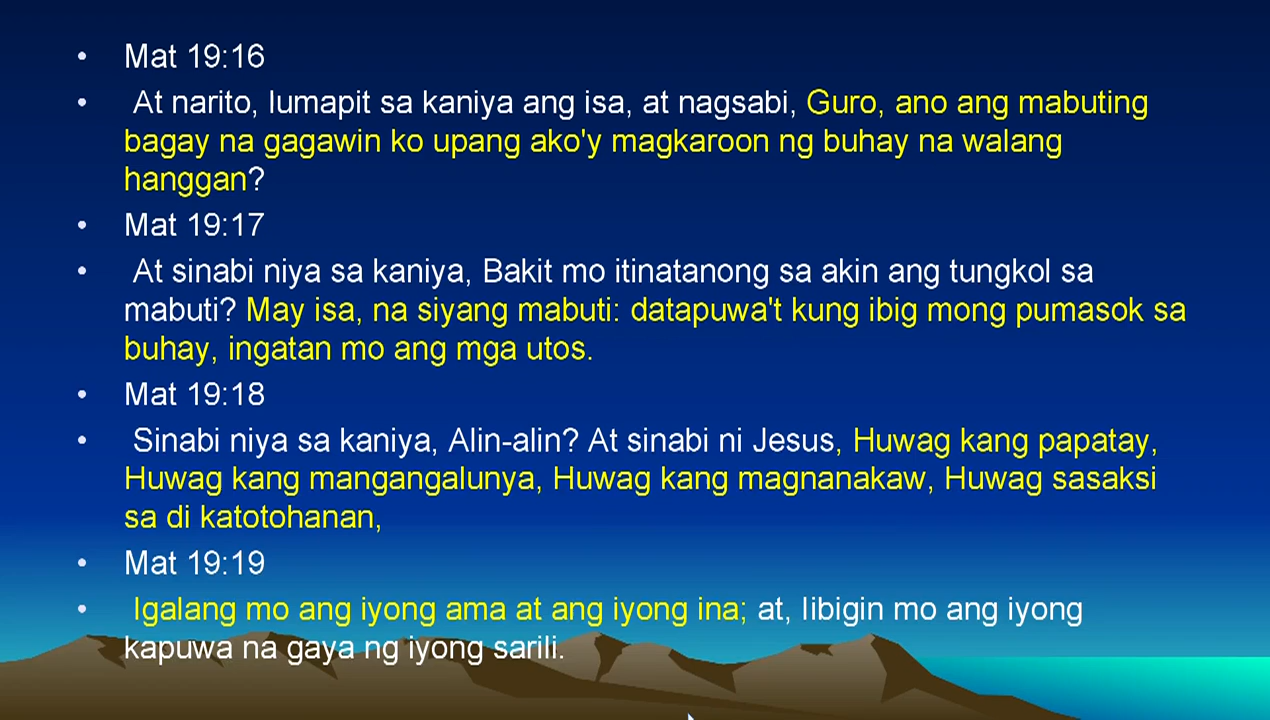 • Mat 19:16
• At narito, lumapit sa kaniya ang isa, at nagsabi, Guro, ano ang mabuting
bagay na gagawin ko upang ako'y magkaroon ng buhay na walang
hanggan?
• Mat 19:17
• At sinabi niya sa kaniya, Bakit mo itinatanong sa akin ang tungkol sa
mabuti? May isa, na siyang mabuti: datapuwa't kung ibig mong pumasok sa
buhay, ingatan mo ang mga utos.
• Mat 19:18
• Sinabi niya sa kaniya, Alin-alin? At sinabi ni Jesus, Huwag kang papatay,
Huwag kang mangangalunya, Huwag kang magnanakaw, Huwag sasaksi
sa di katotohanan,
• Mat 19:19
• Igalang mo ang iyong ama at ang iyong ina; at, Iibigin mo ang iyong
kapuwa na gaya ng iyong sarili.